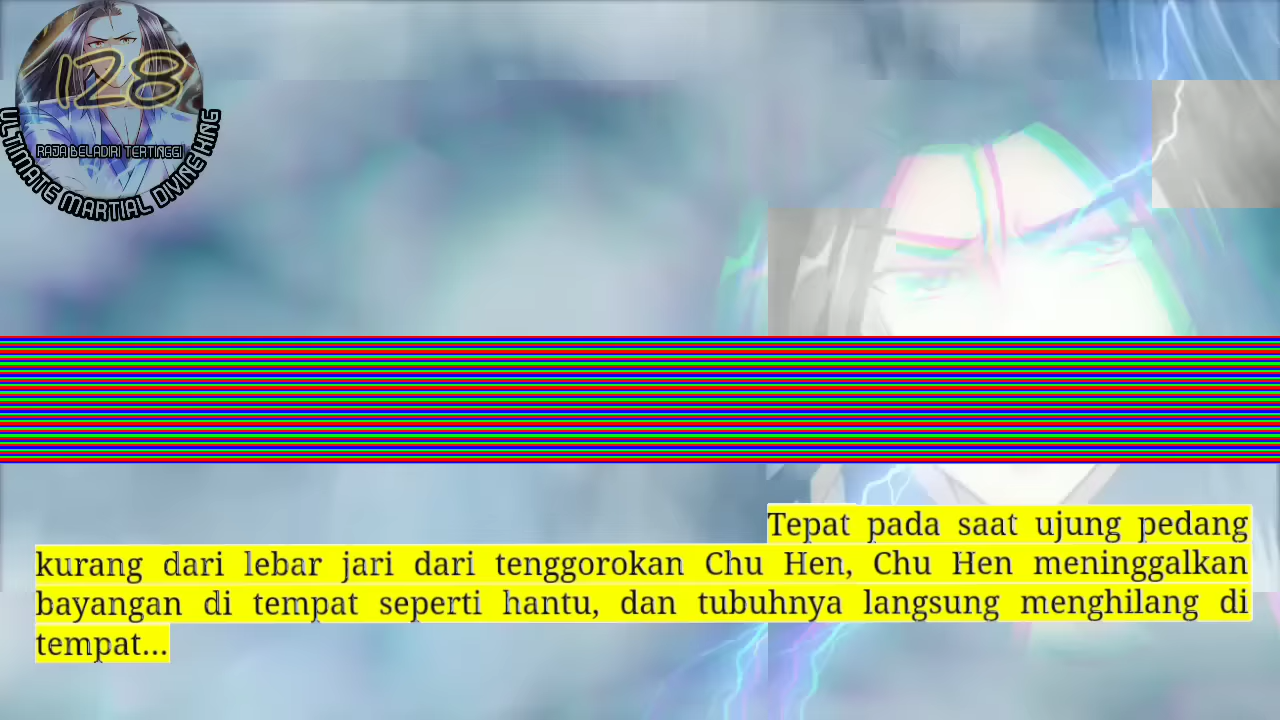 128
RAJA BELADIRI TERTINGGI
ULTIMATE MARTIAL DIVINE KING
Tepat pada saat ujung pedang
kurang dari lebar jari dari tenggorokan Chu Hen, Chu Hen meninggalkan
bayangan di tempat seperti hantu, dan tubuhnya langsung menghilang di
tempat...